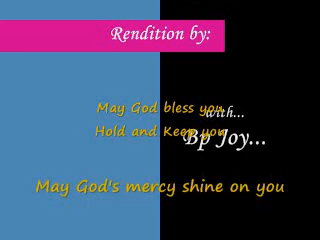 Rendition by:
May God bless you
with...
Hold and Keep you
Bp Joy...
May God's mercy shine on you